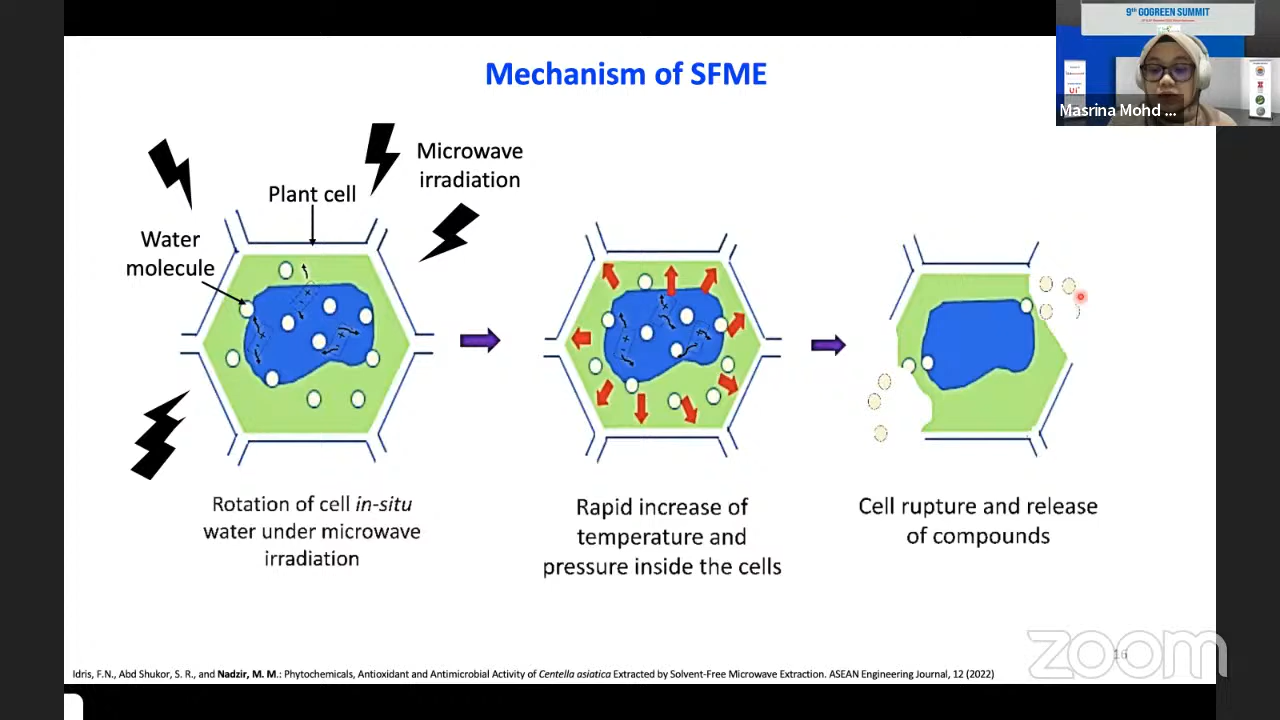 9th GOGREEN SUMMIT
Masrina Mohd ...
Mechanism of SFME
Microwave
irradiation
Plant cell
Water
molecule
Rotation of cell in-situ
water under microwave
irradiation
Rapid increase of
temperature and
pressure inside the cells
Cell rupture and release
of compounds
zoom
16
Idris, F.N., Abd Shukor, S. R., and Nadzir, M. M.: Phytochemicals, Antioxidant and Antimicrobial Activity of Centella asiatica Extracted by Solvent-Free Microwave Extraction. ASEAN Engineering Journal, 12 (2022)